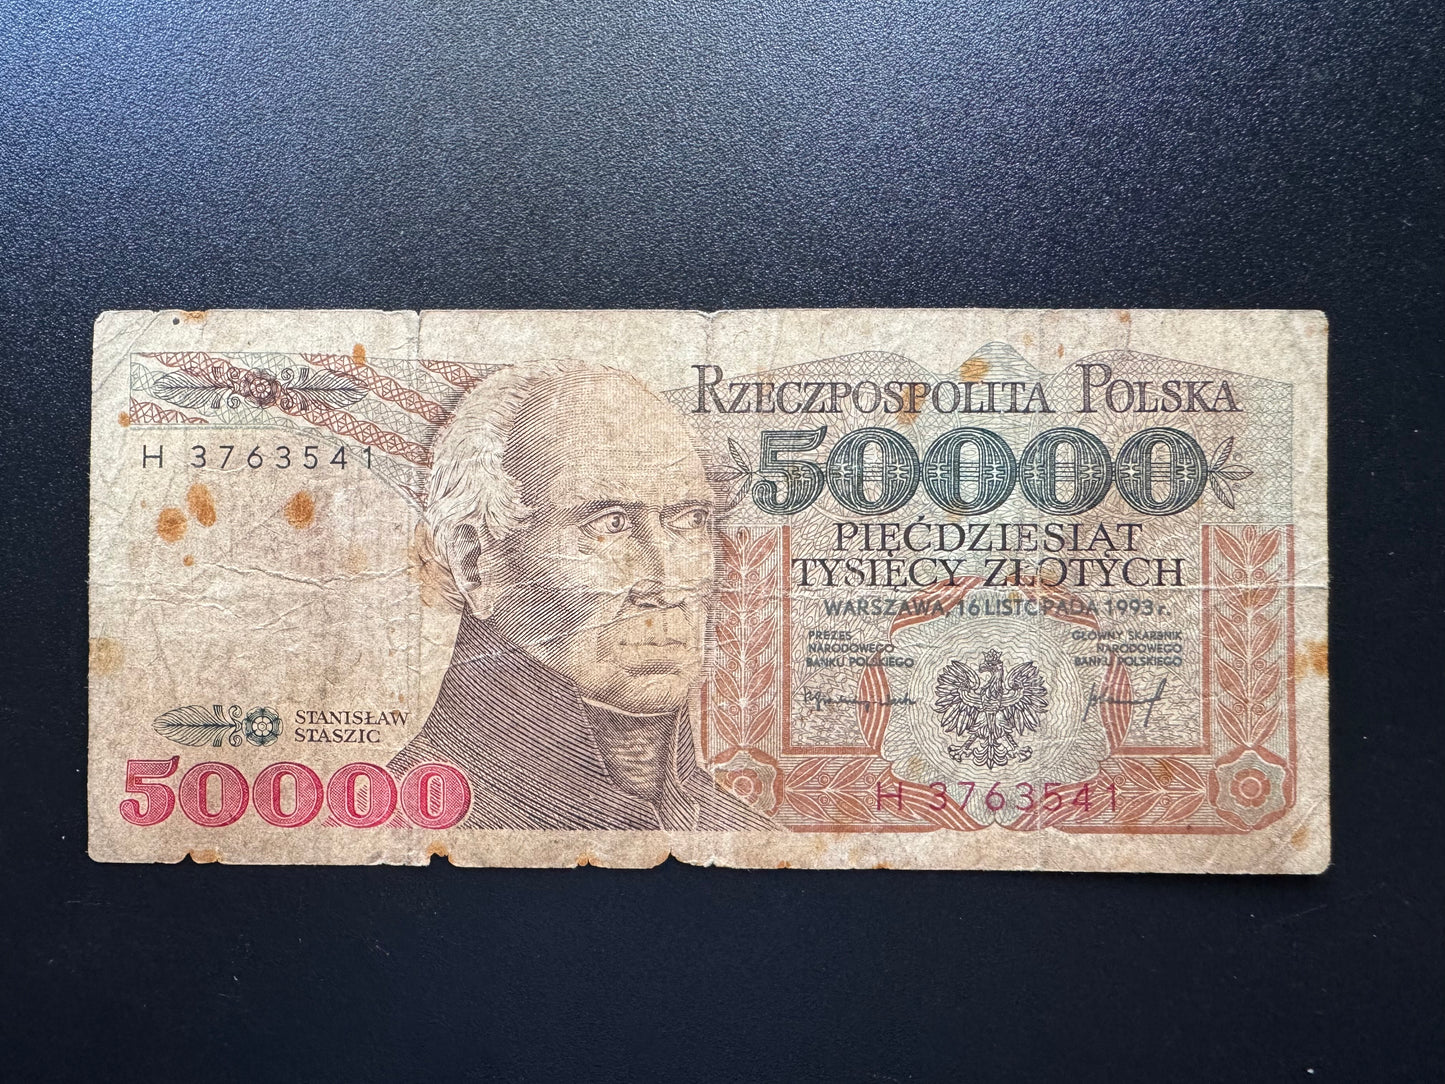 RZECZPOSPOLITA POLSKA
50000
PIĘĆDZIESIĄT
TYSIĘCY ZŁOTYCH
WARSZAWA, 16 LISTOPADA 1993 r.
PREZES
NARODOWEGO
BANKU POLSKIEGO
GŁÓWNY SKARBNIK
NARODOWEGO
BANKU POLSKIEGO
H 3763541
H 3763541
STANISŁAW
STASZIC
50000